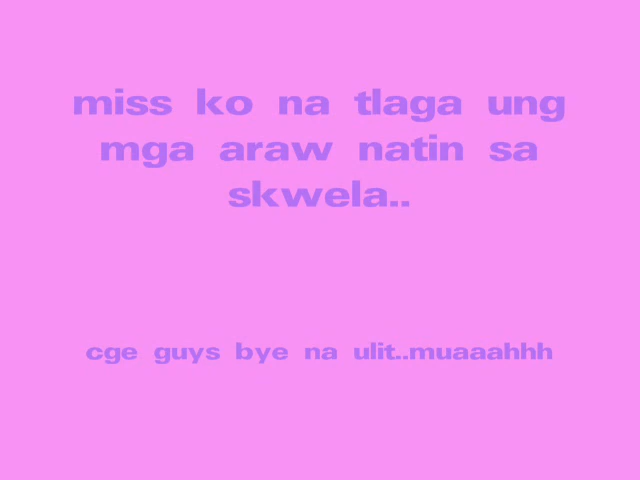 miss ko na tlaga ung
mga araw natin sa
skwela..
cge guys bye na ulit..muaaahhh